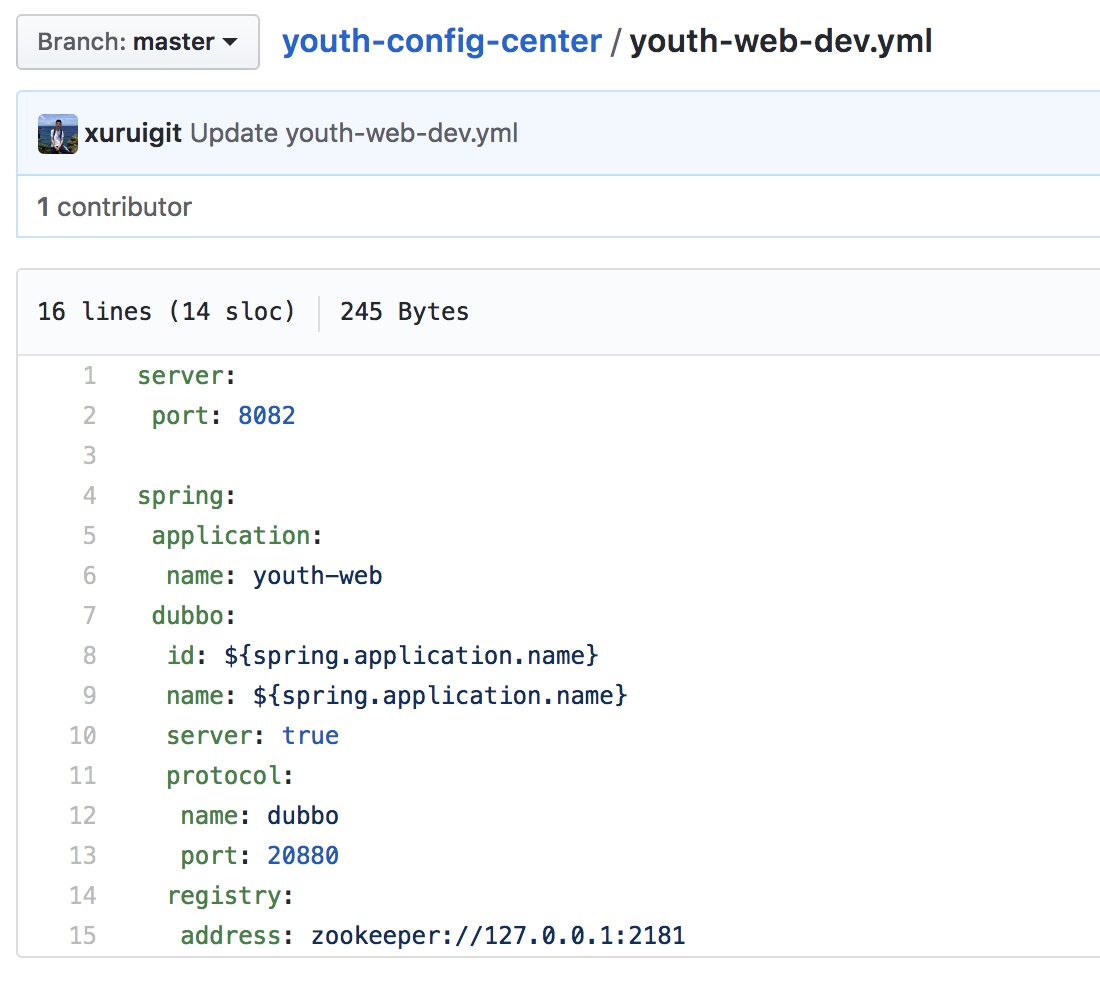 Branch: master youth-config-center / youth-web-dev.yml
xuruigit Update youth-web-dev.yml
1 contributor
16 lines (14 sloc) 245 Bytes
1 server:
2 port: 8082
3
4 spring:
5 application:
6 name: youth-web
7 dubbo:
8 id: ${spring.application.name}
9 name: ${spring.application.name}
10 server: true
11 protocol:
12 name: dubbo
13 port: 20880
14 registry:
15 address: zookeeper://127.0.0.1:2181